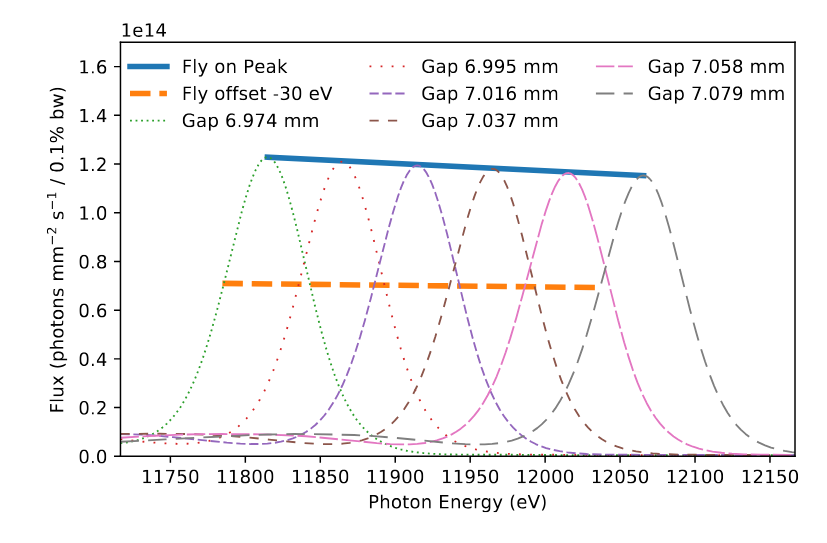 1e14
Fly on Peak
Fly offset -30 eV
Gap 6.974 mm
Gap 6.995 mm
Gap 7.016 mm
Gap 7.037 mm
Gap 7.058 mm
Gap 7.079 mm
1.6
1.4
1.2
1.0
0.8
0.6
0.4
0.2
0.0
Flux (photons mm⁻² s⁻¹ / 0.1% bw)
11750 11800 11850 11900 11950 12000 12050 12100 12150
Photon Energy (eV)